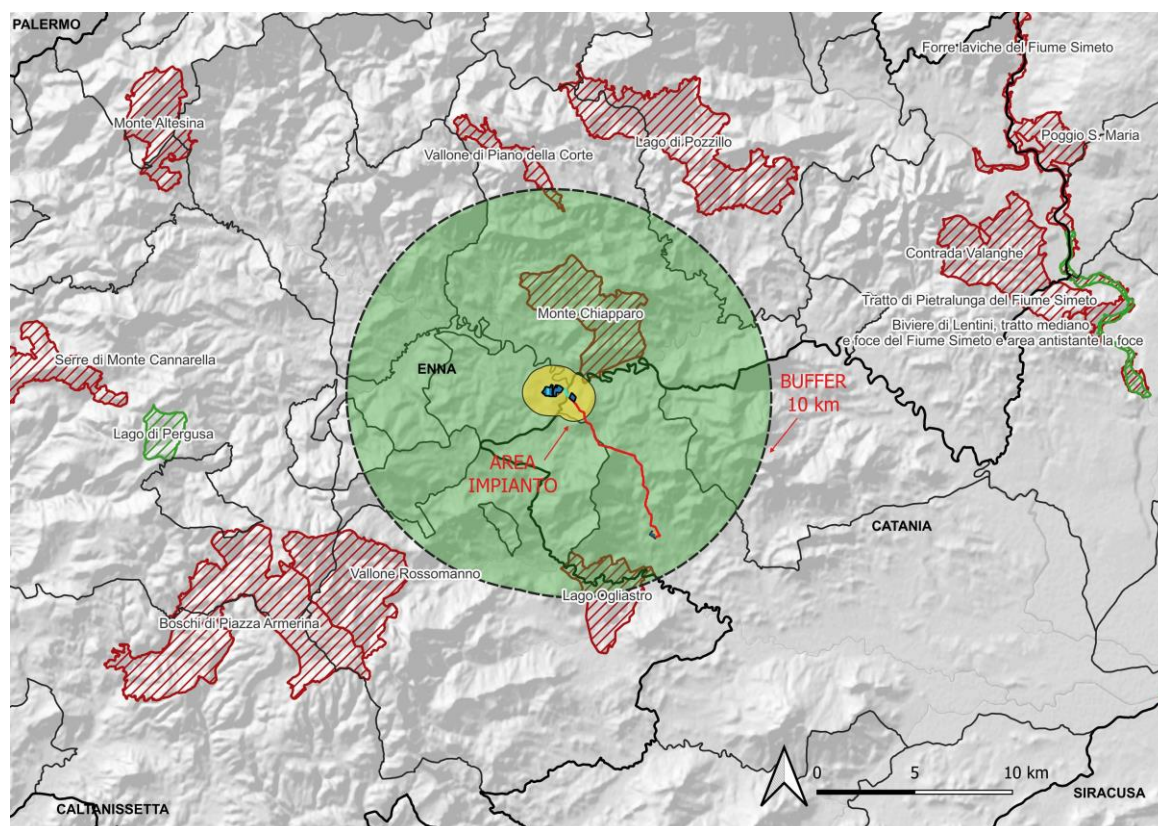 PALERMO
Forre laviche del Fiume Simeto
Monte Altesina
Vallone di Piano della Corte
Lago di Pozzillo
Poggio S. Maria
Contrada Valanghe
Tratto di Pietralunga del Fiume Simeto
Monte Chiapparo
Biviere di Lentini, tratto mediano
e foce del Fiume Simeto e area antistante la foce
Serre di Monte Cannarella
ENNA
BUFFER
10 km
Lago di Pergusa
AREA
IMPIANTO
CATANIA
Vallone Rossomanno
Lago Ogliastro
Boschi di Piazza Armerina
0 5 10 km
CALTANISSETTA
SIRACUSA